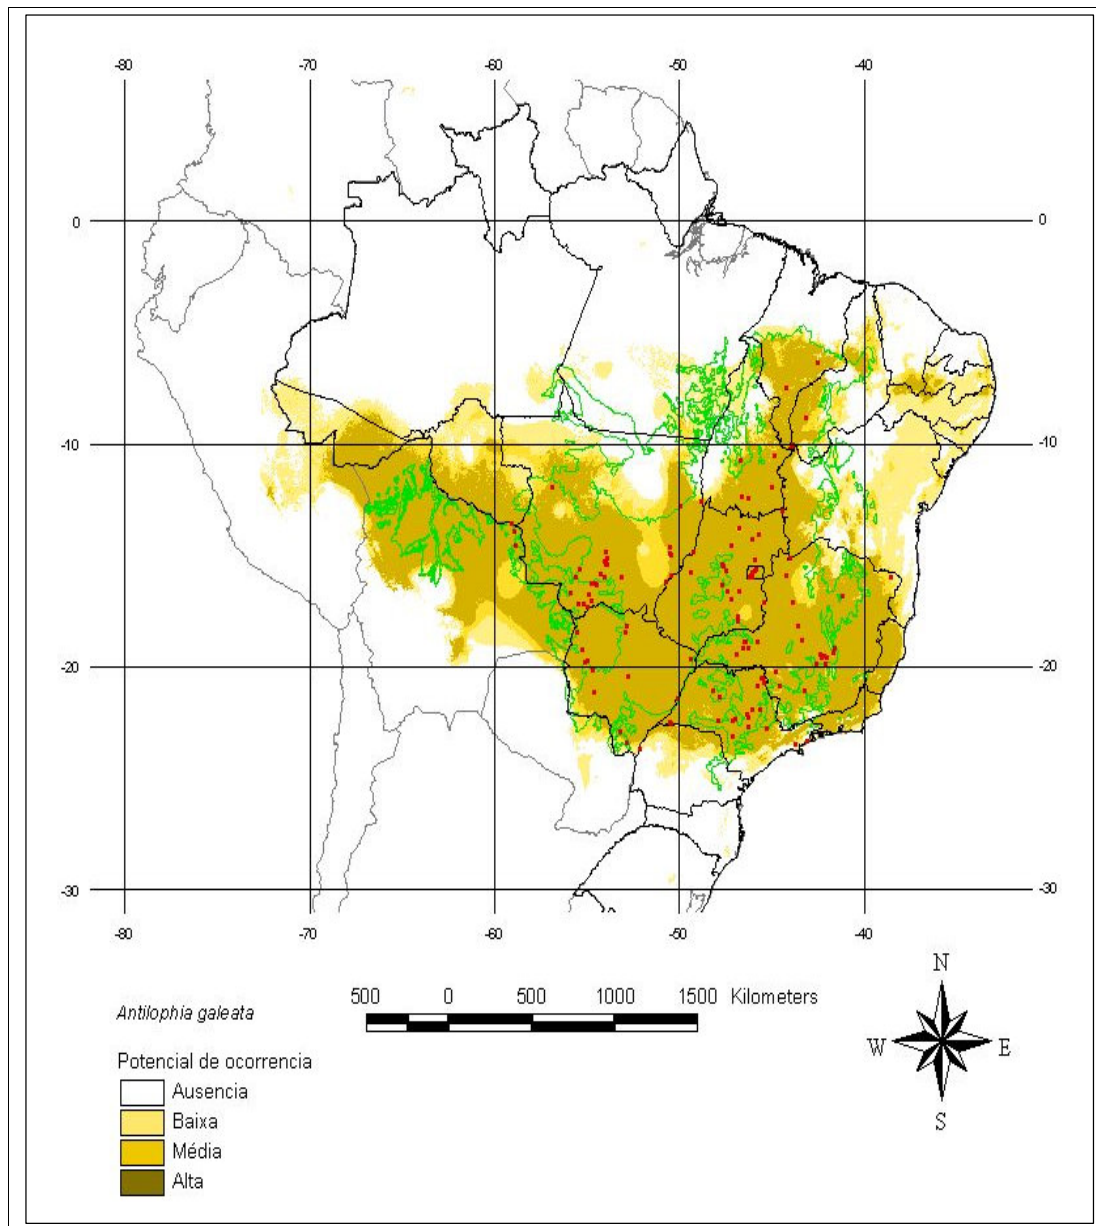 -80 -70 -60 -50 -40
0 0
-10 -10
-20 -20
-30 -30
-80 -70 -60 -50 -40
N
W E
S
500 0 500 1000 1500 Kilometers
Antilophia galeata
Potencial de ocorrencia
Ausencia
Baixa
Média
Alta